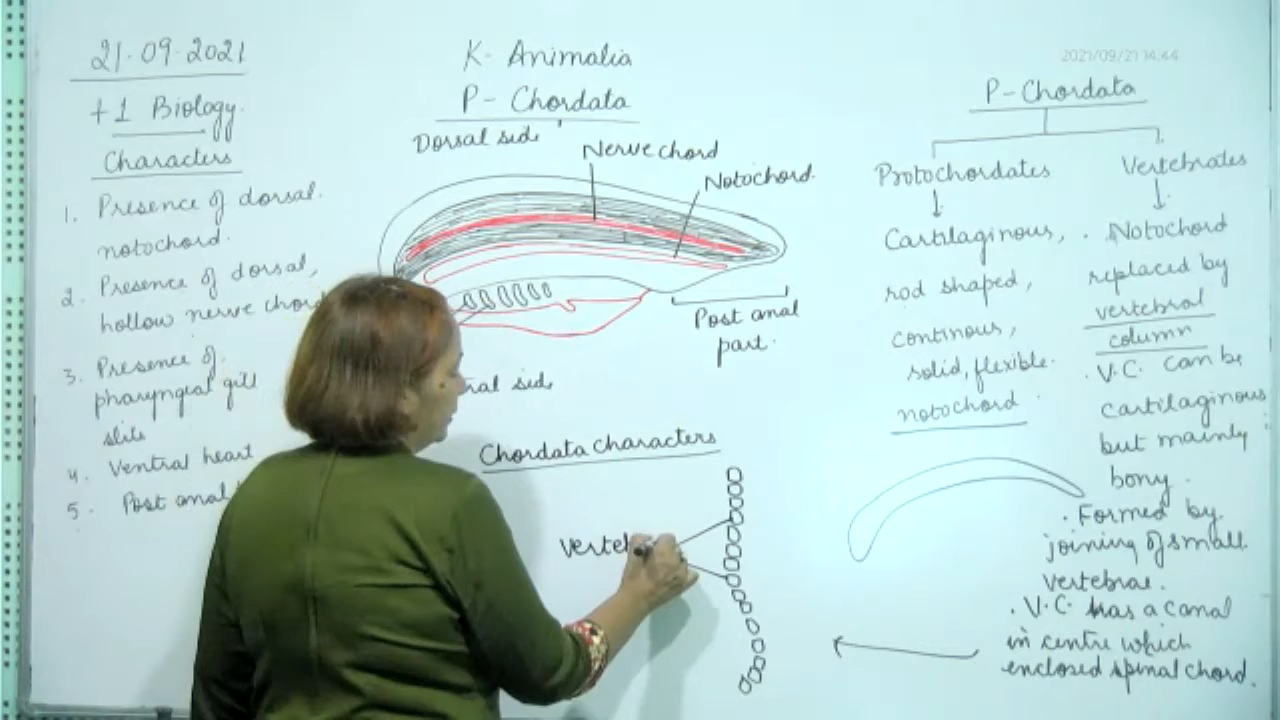 21.09.2021
+1 Biology.
Characters
1. Presence of dorsal.
notochord.
2. Presence of dorsal,
hollow nerve chord
3. Presence of.
pharyngeal gill
slits
4. Ventral heart
5. Post anal
K- Animalia
P- Chordata
Dorsal side
Nerve chord
Notochord.
Post anal
part.
ral side
Chordata characters
Verte
2021/09/21 14:44
P- Chordata
Protochordates
Cartilaginous,
rod shaped,
continous,
solid, flexible.
notochord.
Vertebrates
. Notochord
replaced by
vertebral
column
. V.C. can be
cartilaginous
but mainly
bony.
. Formed by
joining of small
vertebrae.
. V.C. has a canal
in centre which
enclosed spinal chord.